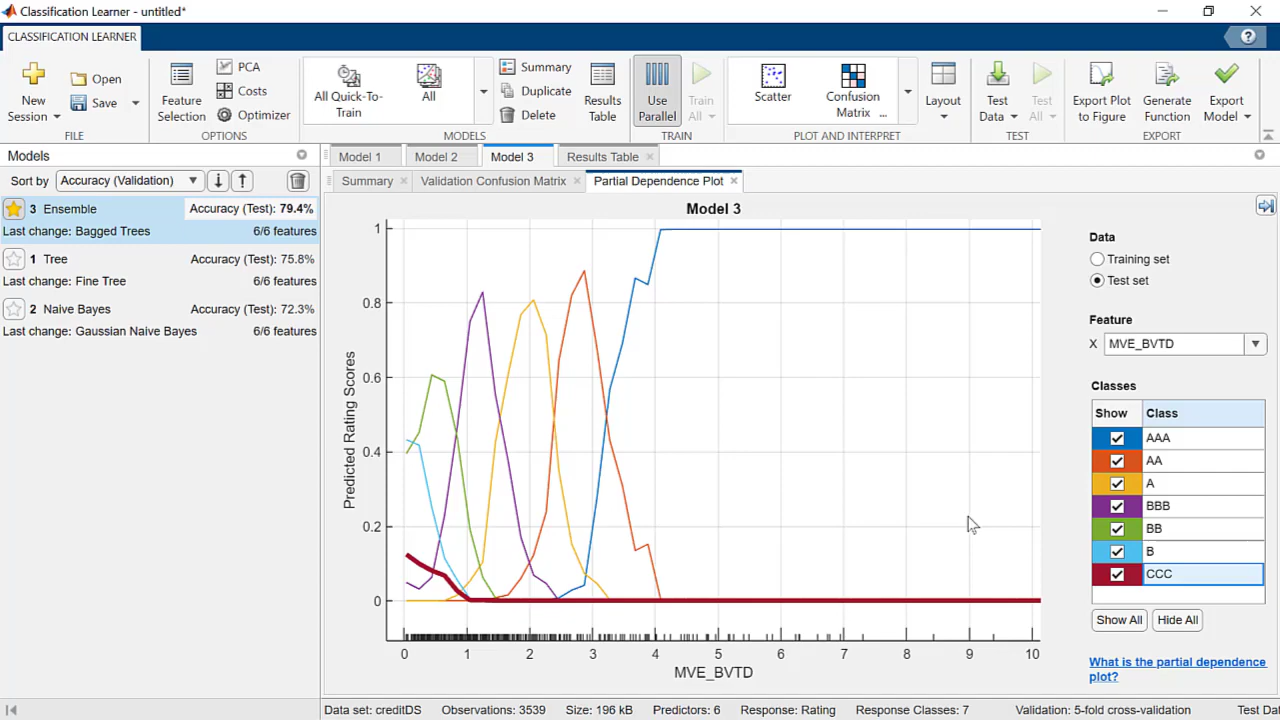 Classification Learner - untitled*
CLASSIFICATION LEARNER
New Session
Open
Save
FILE
Feature Selection
PCA
Costs
Optimizer
OPTIONS
All Quick-To-Train
All
Summary
Duplicate
Delete
MODELS
Results Table
Use Parallel
Train All
TRAIN
Scatter
Confusion Matrix ...
Layout
PLOT AND INTERPRET
Test Data
Test All
TEST
Export Plot to Figure
Generate Function
Export Model
EXPORT
Models
Sort by Accuracy (Validation)
3 Ensemble Accuracy (Test): 79.4%
Last change: Bagged Trees 6/6 features
1 Tree Accuracy (Test): 75.8%
Last change: Fine Tree 6/6 features
2 Naive Bayes Accuracy (Test): 72.3%
Last change: Gaussian Naive Bayes 6/6 features
Model 1 Model 2 Model 3 Results Table
Summary Validation Confusion Matrix Partial Dependence Plot
Model 3
Predicted Rating Scores
1
0.8
0.6
0.4
0.2
0
0 1 2 3 4 5 6 7 8 9 10
MVE_BVTD
Data
Training set
Test set
Feature
X MVE_BVTD
Classes
Show Class
AAA
AA
A
BBB
BB
B
CCC
Show All Hide All
What is the partial dependence
plot?
Data set: creditDS Observations: 3539 Size: 196 kB Predictors: 6 Response: Rating Response Classes: 7 Validation: 5-fold cross-validation Test Da